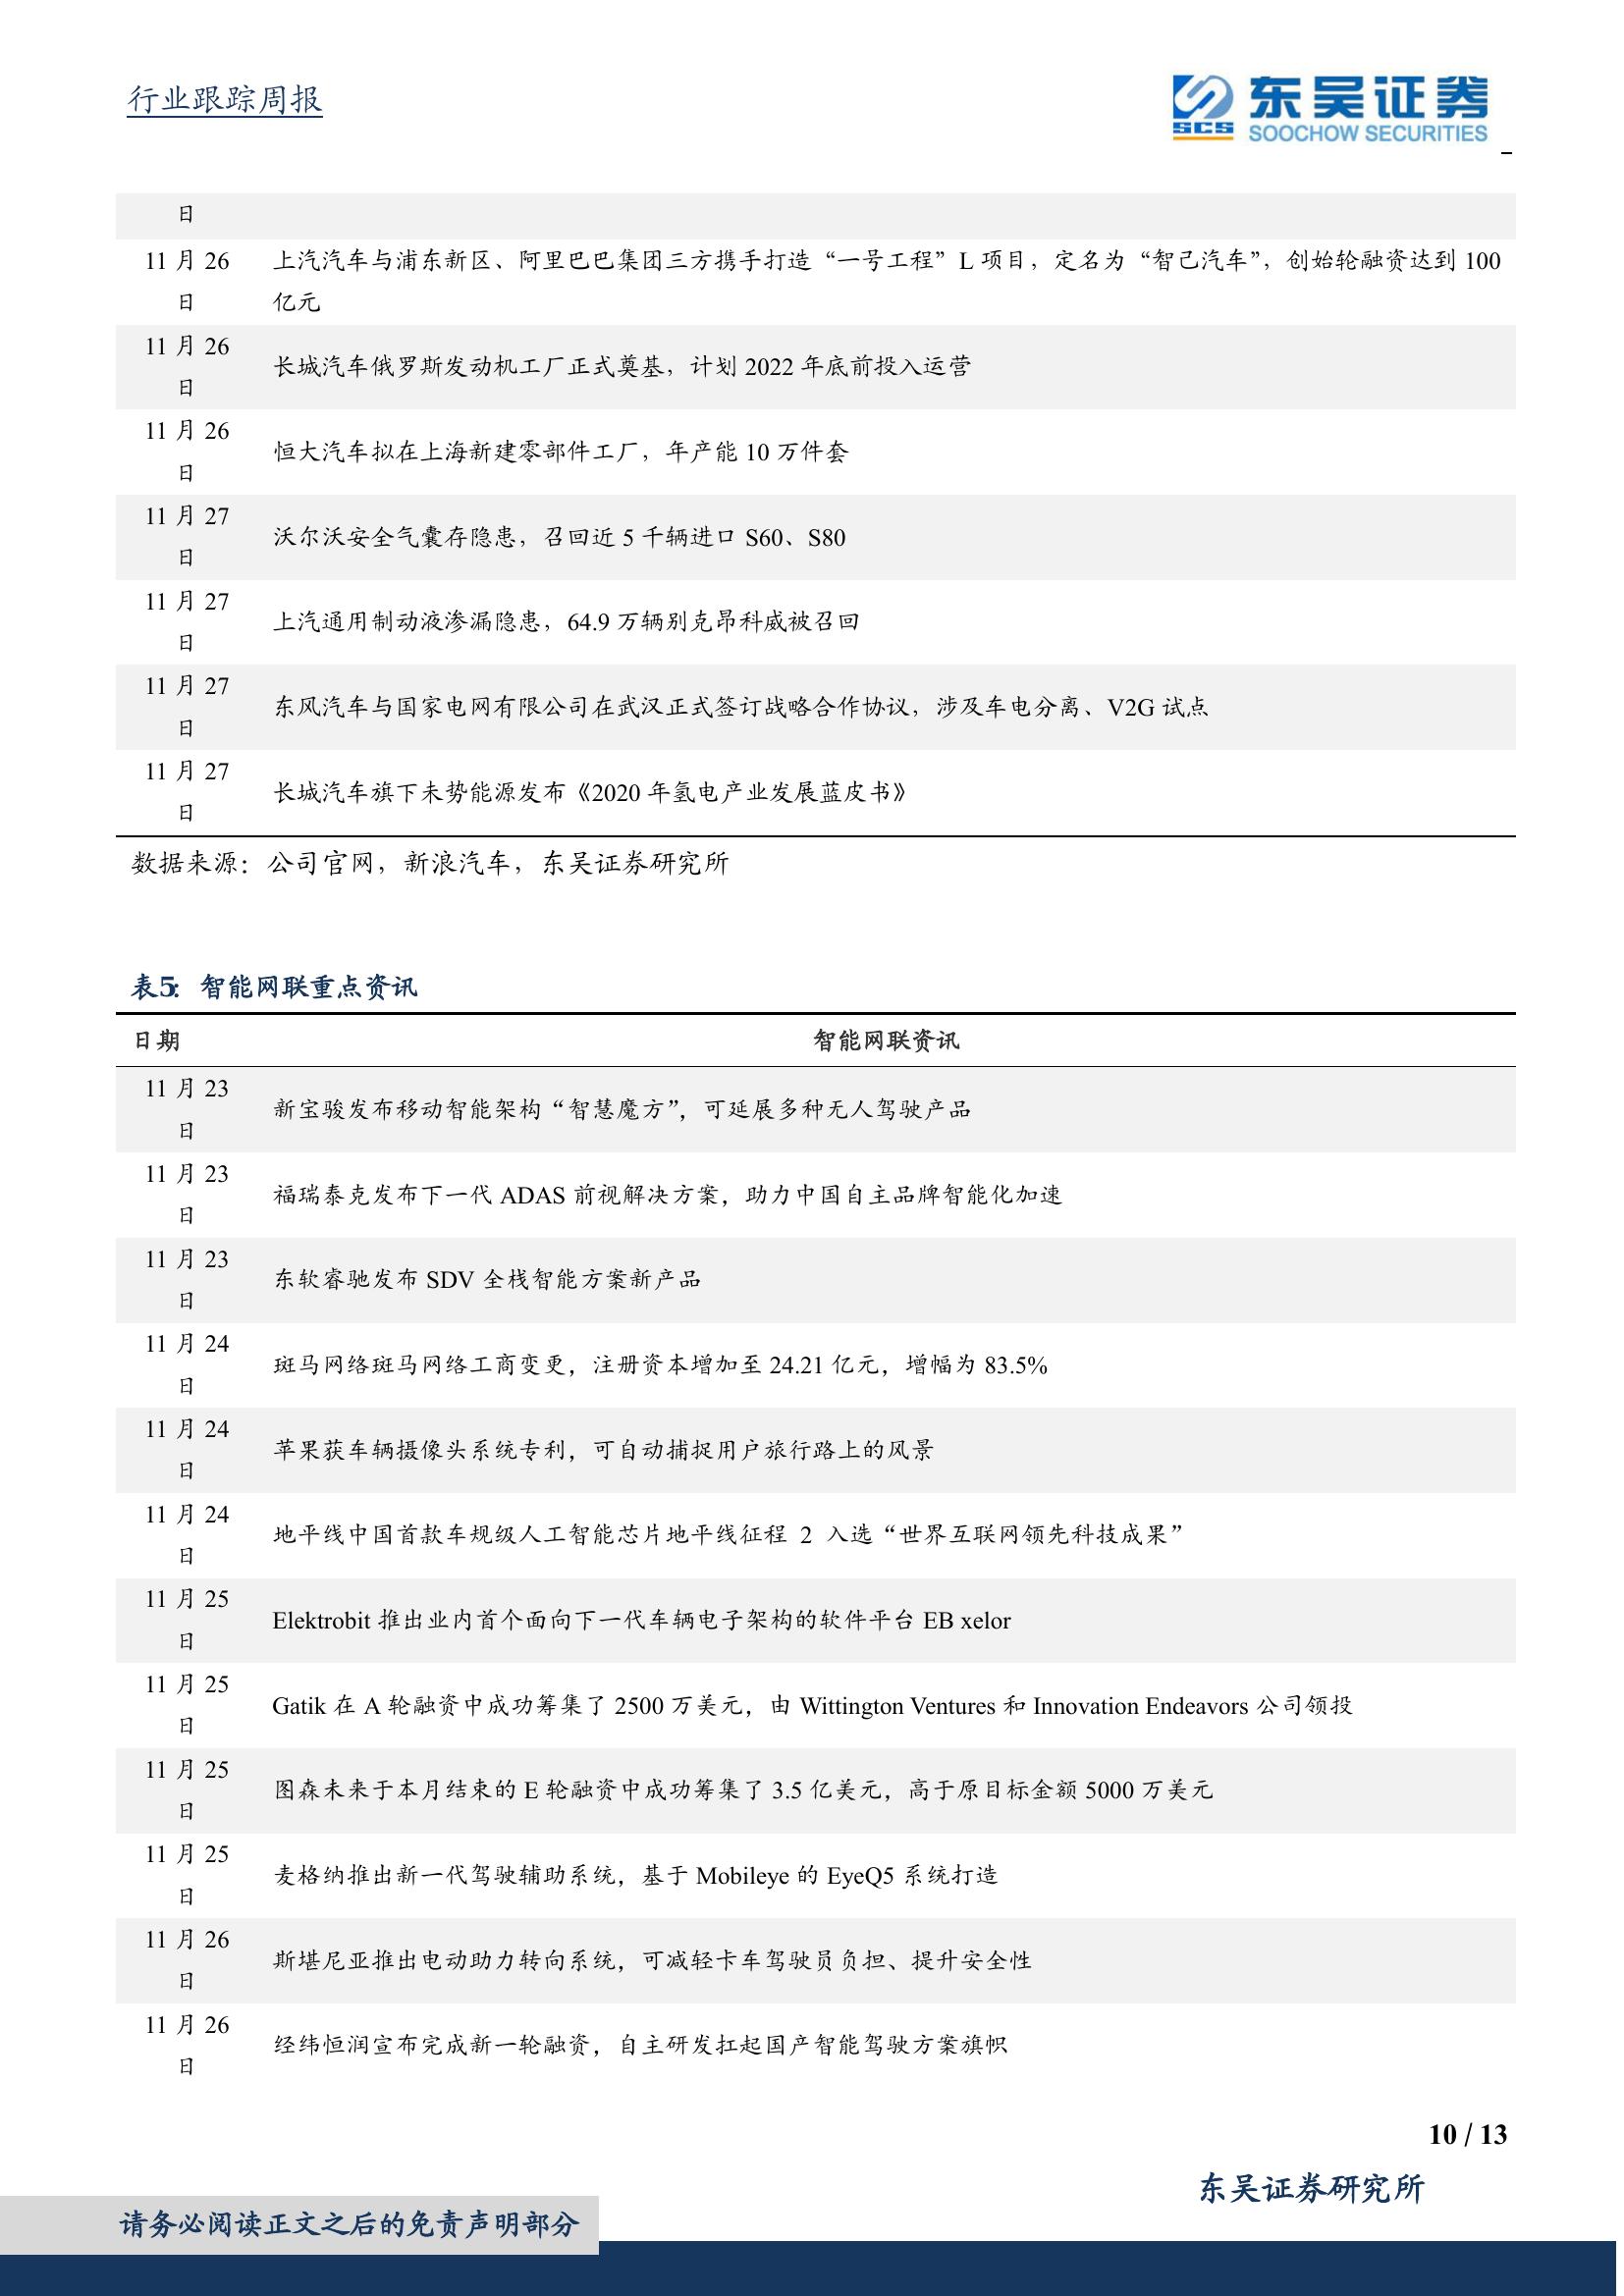 行业跟踪周报
SCS
东吴证券
SOOCHOW SECURITIES
日
11 月 26
日
上汽汽车与浦东新区、阿里巴巴集团三方携手打造“一号工程”L 项目，定名为“智己汽车”，创始轮融资达到 100
亿元
11 月 26
日
长城汽车俄罗斯发动机工厂正式奠基，计划 2022 年底前投入运营
11 月 26
日
恒大汽车拟在上海新建零部件工厂，年产能 10 万件套
11 月 27
日
沃尔沃安全气囊存隐患，召回近 5 千辆进口 S60、S80
11 月 27
日
上汽通用制动液渗漏隐患，64.9 万辆别克昂科威被召回
11 月 27
日
东风汽车与国家电网有限公司在武汉正式签订战略合作协议，涉及车电分离、V2G 试点
11 月 27
日
长城汽车旗下未势能源发布《2020 年氢电产业发展蓝皮书》
数据来源：公司官网，新浪汽车，东吴证券研究所
表5： 智能网联重点资讯
日期 智能网联资讯
11 月 23
日
新宝骏发布移动智能架构“智慧魔方”，可延展多种无人驾驶产品
11 月 23
日
福瑞泰克发布下一代 ADAS 前视解决方案，助力中国自主品牌智能化加速
11 月 23
日
东软睿驰发布 SDV 全栈智能方案新产品
11 月 24
日
斑马网络斑马网络工商变更，注册资本增加至 24.21 亿元，增幅为 83.5%
11 月 24
日
苹果获车辆摄像头系统专利，可自动捕捉用户旅行路上的风景
11 月 24
日
地平线中国首款车规级人工智能芯片地平线征程 2 入选“世界互联网领先科技成果”
11 月 25
日
Elektrobit 推出业内首个面向下一代车辆电子架构的软件平台 EB xelor
11 月 25
日
Gatik 在 A 轮融资中成功筹集了 2500 万美元，由 Wittington Ventures 和 Innovation Endeavors 公司领投
11 月 25
日
图森未来于本月结束的 E 轮融资中成功筹集了 3.5 亿美元，高于原目标金额 5000 万美元
11 月 25
日
麦格纳推出新一代驾驶辅助系统，基于 Mobileye 的 EyeQ5 系统打造
11 月 26
日
斯堪尼亚推出电动助力转向系统，可减轻卡车驾驶员负担、提升安全性
11 月 26
日
经纬恒润宣布完成新一轮融资，自主研发扛起国产智能驾驶方案旗帜
10 / 13
东吴证券研究所
请务必阅读正文之后的免责声明部分